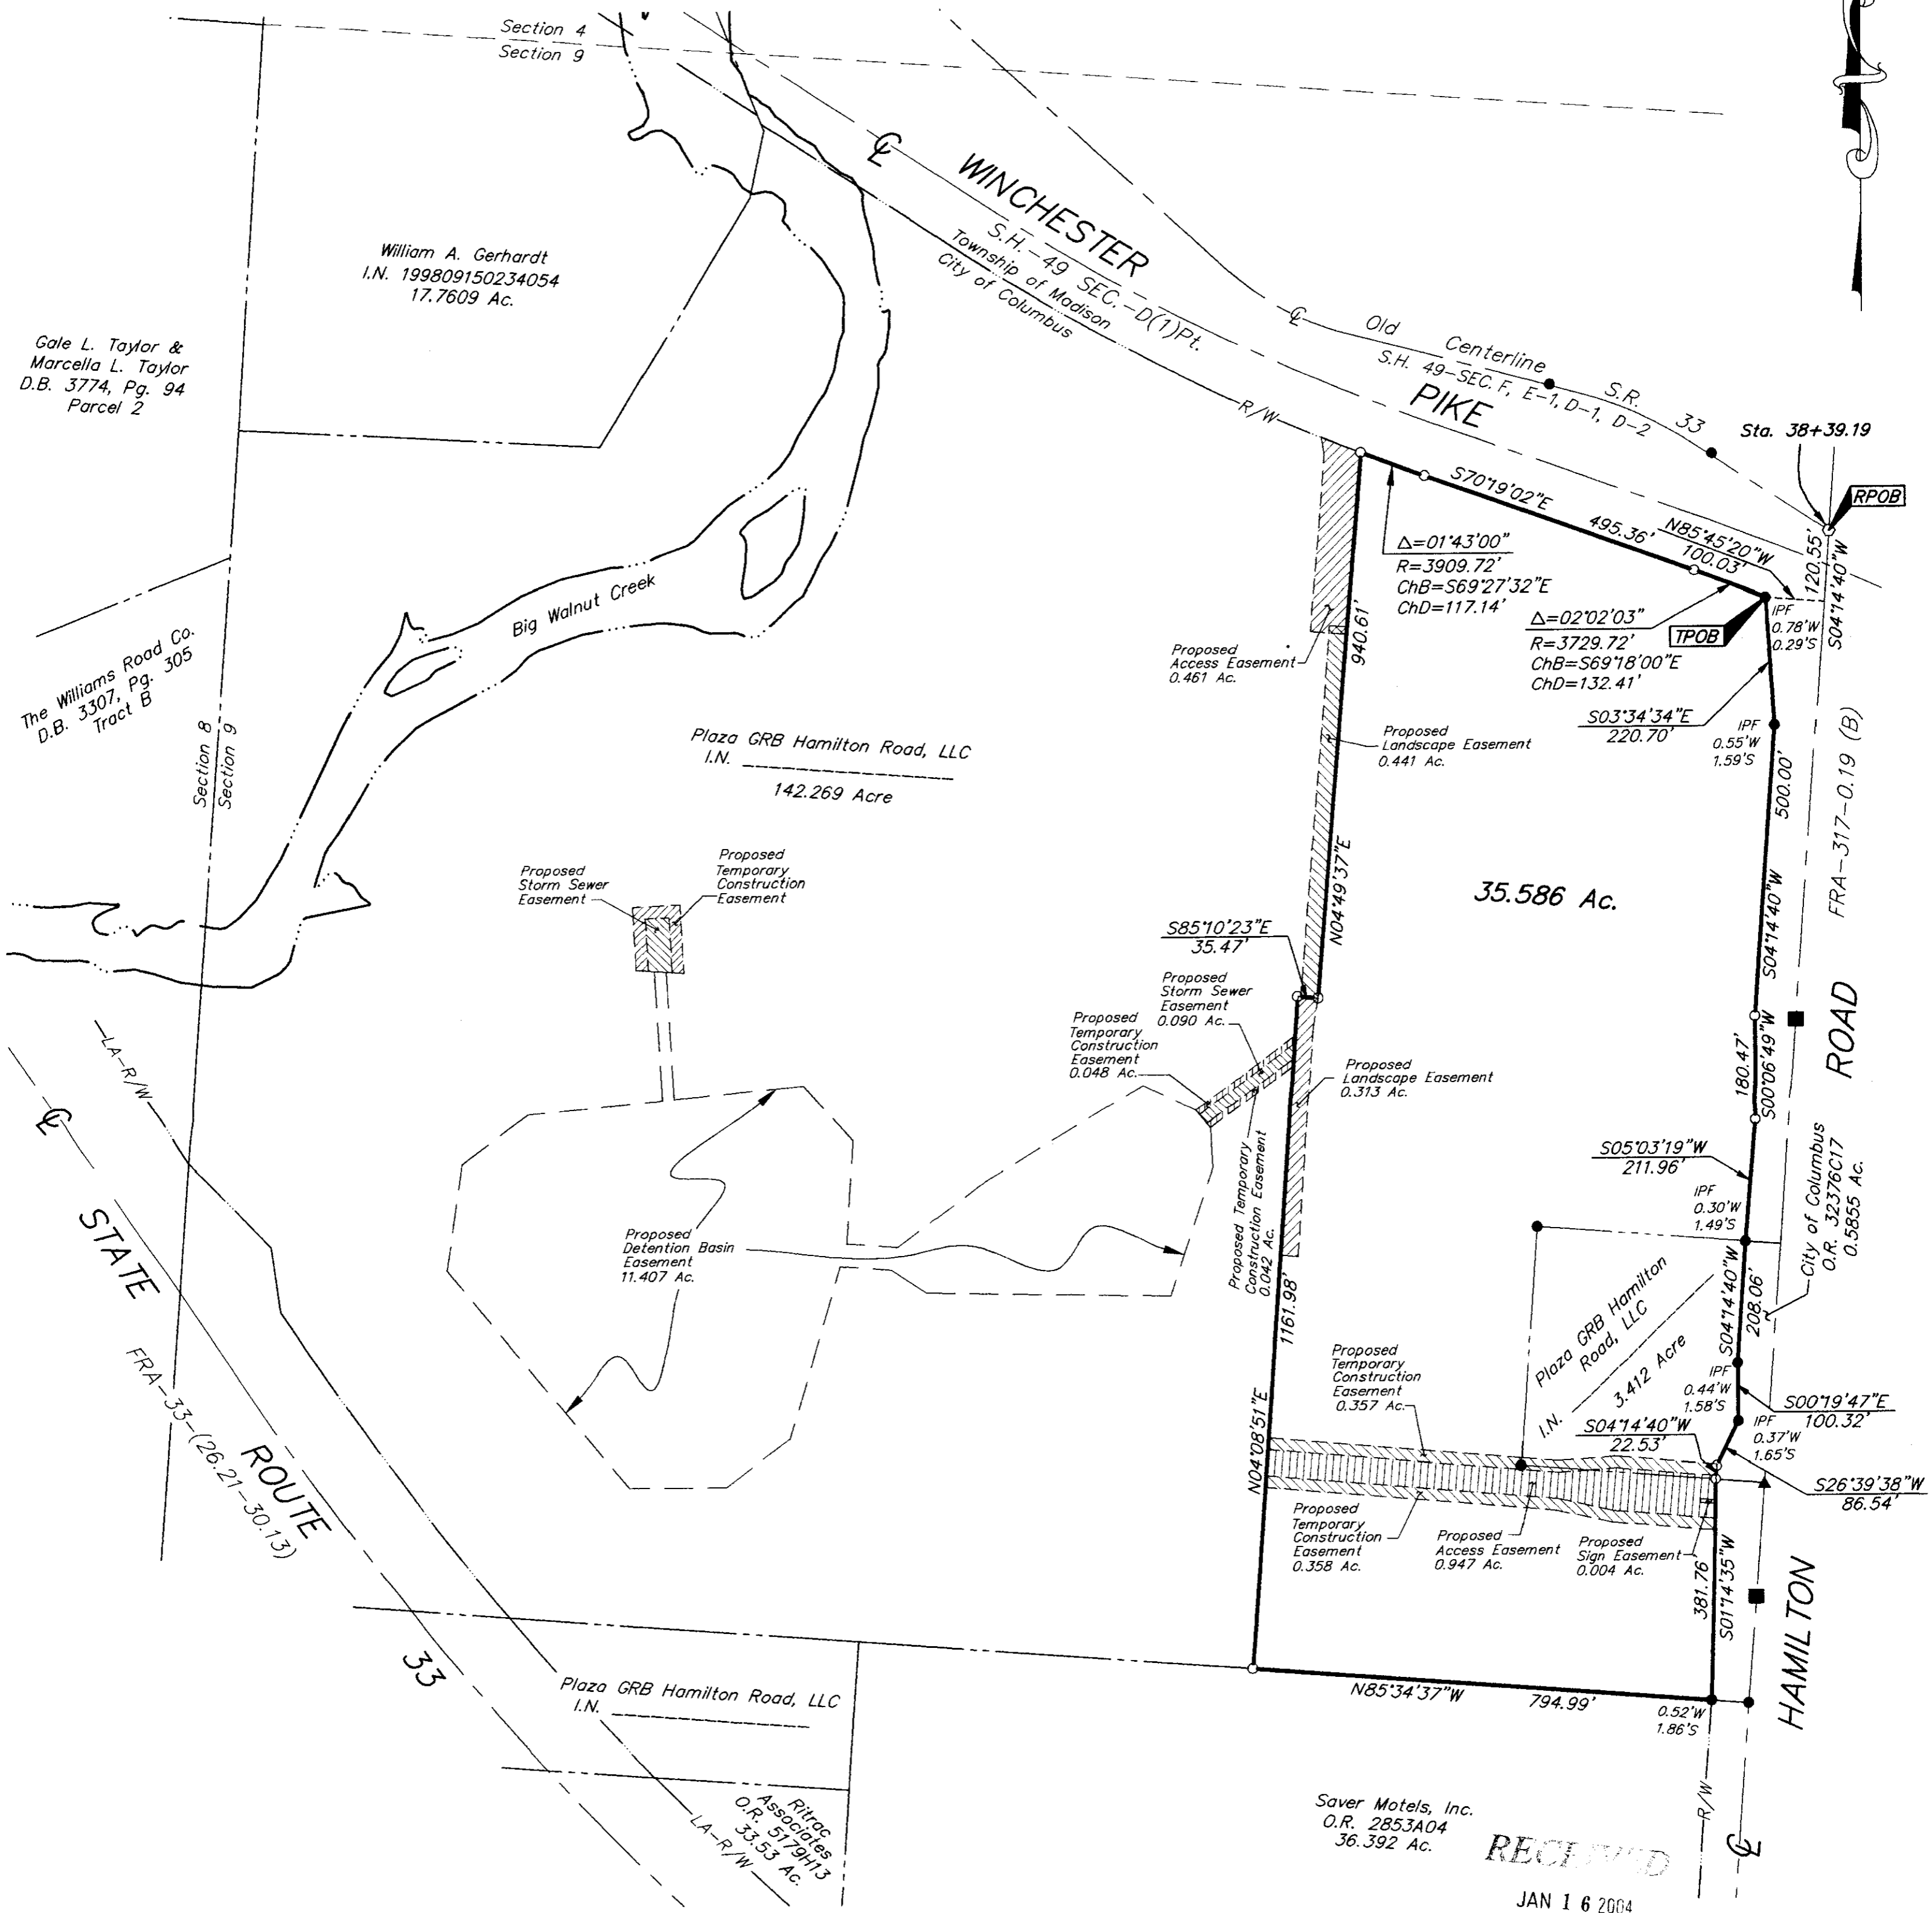 Section 4
Section 9
WINCHESTER
S.H.-49 SEC.-D(1)Pt.
Township of Madison
City of Columbus
William A. Gerhardt
I.N. 199809150234054
17.7609 Ac.
Gale L. Taylor &
Marcella L. Taylor
D.B. 3774, Pg. 94
Parcel 2
Old Centerline S.R. 33
S.H. 49-SEC. F, E-1, D-1, D-2
PIKE
R/W
Sta. 38+39.19
RPOB
S70°19'02"E
495.36'
N85°45'20"W
100.03'
120.55'
S04°14'40"W
Δ=01°43'00"
R=3909.72'
ChB=S69°27'32"E
ChD=117.14'
Δ=02°02'03"
R=3729.72'
ChB=S69°18'00"E
ChD=132.41'
TPOB
IPF
0.78'W
0.29'S
Big Walnut Creek
The Williams Road Co.
D.B. 3307, Pg. 305
Tract B
Section 8
Section 9
Proposed
Access Easement
0.461 Ac.
940.61'
S03°34'34"E
220.70'
IPF
0.55'W
1.59'S
Plaza GRB Hamilton Road, LLC
I.N.
142.269 Acre
Proposed
Landscape Easement
0.441 Ac.
500.00'
FRA-317-0.19 (B)
Proposed
Storm Sewer
Easement
Proposed
Temporary
Construction
Easement
N04°49'37"E
35.586 Ac.
S04°14'40"W
S85°10'23"E
35.47'
Proposed
Storm Sewer
Easement
0.090 Ac.
Proposed
Temporary
Construction
Easement
0.048 Ac.
ROAD
Proposed
Landscape Easement
0.313 Ac.
180.47'
S00°06'49"W
LA-R/W
S05°03'19"W
211.96'
City of Columbus
O.R. 32376C17
0.5855 Ac.
IPF
0.30'W
1.49'S
Proposed Temporary
Construction Easement
0.042 Ac.
Proposed
Detention Basin
Easement
11.407 Ac.
1161.98'
S04°14'40"W
208.06'
Plaza GRB Hamilton
Road, LLC
I.N.
3.412 Acre
STATE
FRA-33-(26.21-30.13)
ROUTE
33
Proposed
Temporary
Construction
Easement
0.357 Ac.
IPF
0.44'W
1.58'S
S00°19'47"E
100.32'
S04°14'40"W
22.53'
IPF
0.37'W
1.65'S
N04°08'51"E
S26°39'38"W
86.54'
Proposed
Temporary
Construction
Easement
0.358 Ac.
Proposed
Access Easement
0.947 Ac.
Proposed
Sign Easement
0.004 Ac.
381.76'
S01°14'35"W
HAMILTON
N85°34'37"W
794.99'
0.52'W
1.86'S
Plaza GRB Hamilton Road, LLC
I.N.
Ritrac
Associates
O.R. 5179H13
33.53 Ac.
LA-R/W
Saver Motels, Inc.
O.R. 2853A04
36.392 Ac.
R/W
RECEIVED
JAN 16 2004